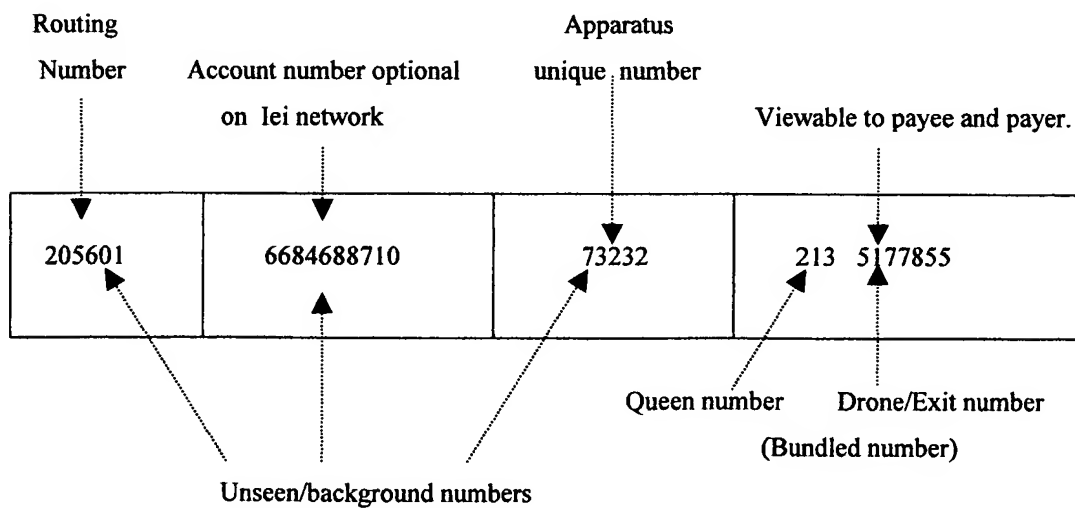 Routing
Number
Account number optional
on Iei network
Apparatus
unique number
Viewable to payee and payer.
205601
6684688710
73232
213 5177855
Queen number
Drone/Exit number
(Bundled number)
Unseen/background numbers